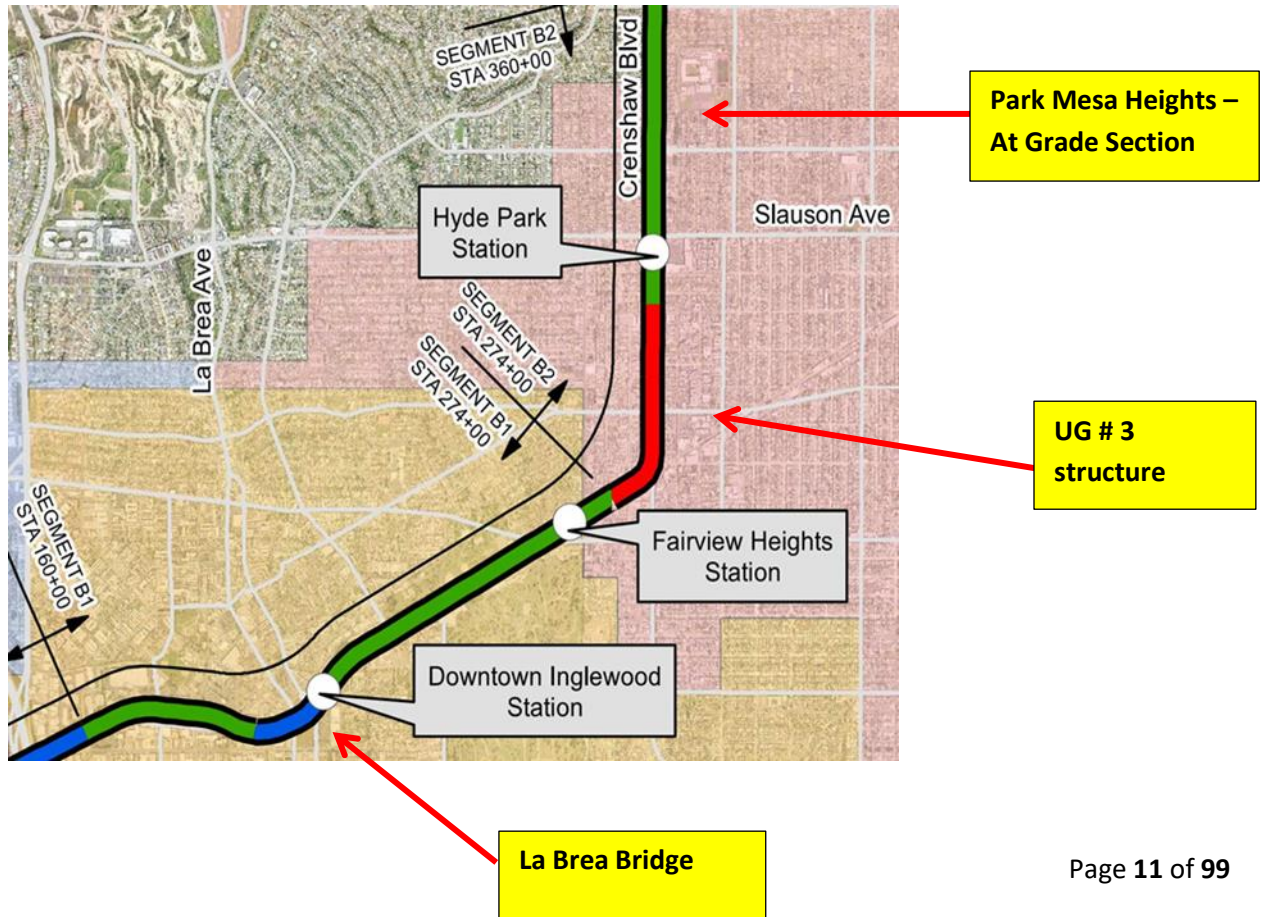 SEGMENT B2
STA 360+00
Crenshaw Blvd
Park Mesa Heights –
At Grade Section
Hyde Park
Station
Slauson Ave
La Brea Ave
SEGMENT B2
STA 274+00
SEGMENT B1
STA 274+00
UG # 3
structure
SEGMENT B1
STA 160+00
Fairview Heights
Station
Downtown Inglewood
Station
La Brea Bridge
Page 11 of 99